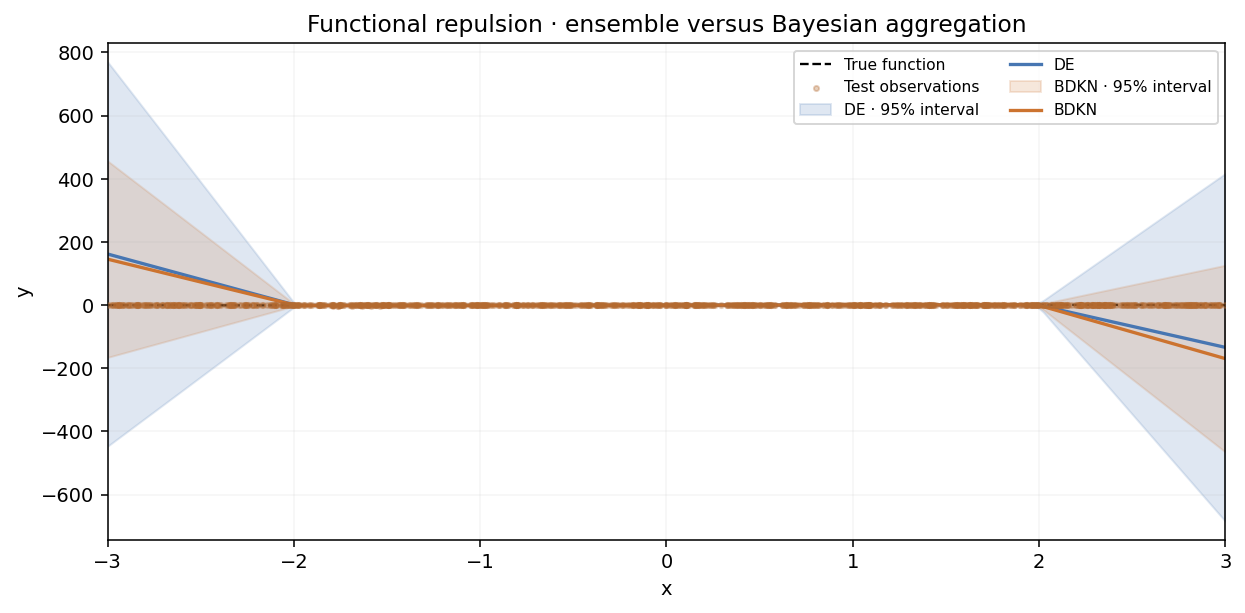 Functional repulsion · ensemble versus Bayesian aggregation
800
600
400
200
0
−200
−400
−600
y
True function
Test observations
DE · 95% interval
DE
BDKN · 95% interval
BDKN
−3
−2
−1
0
1
2
3
x